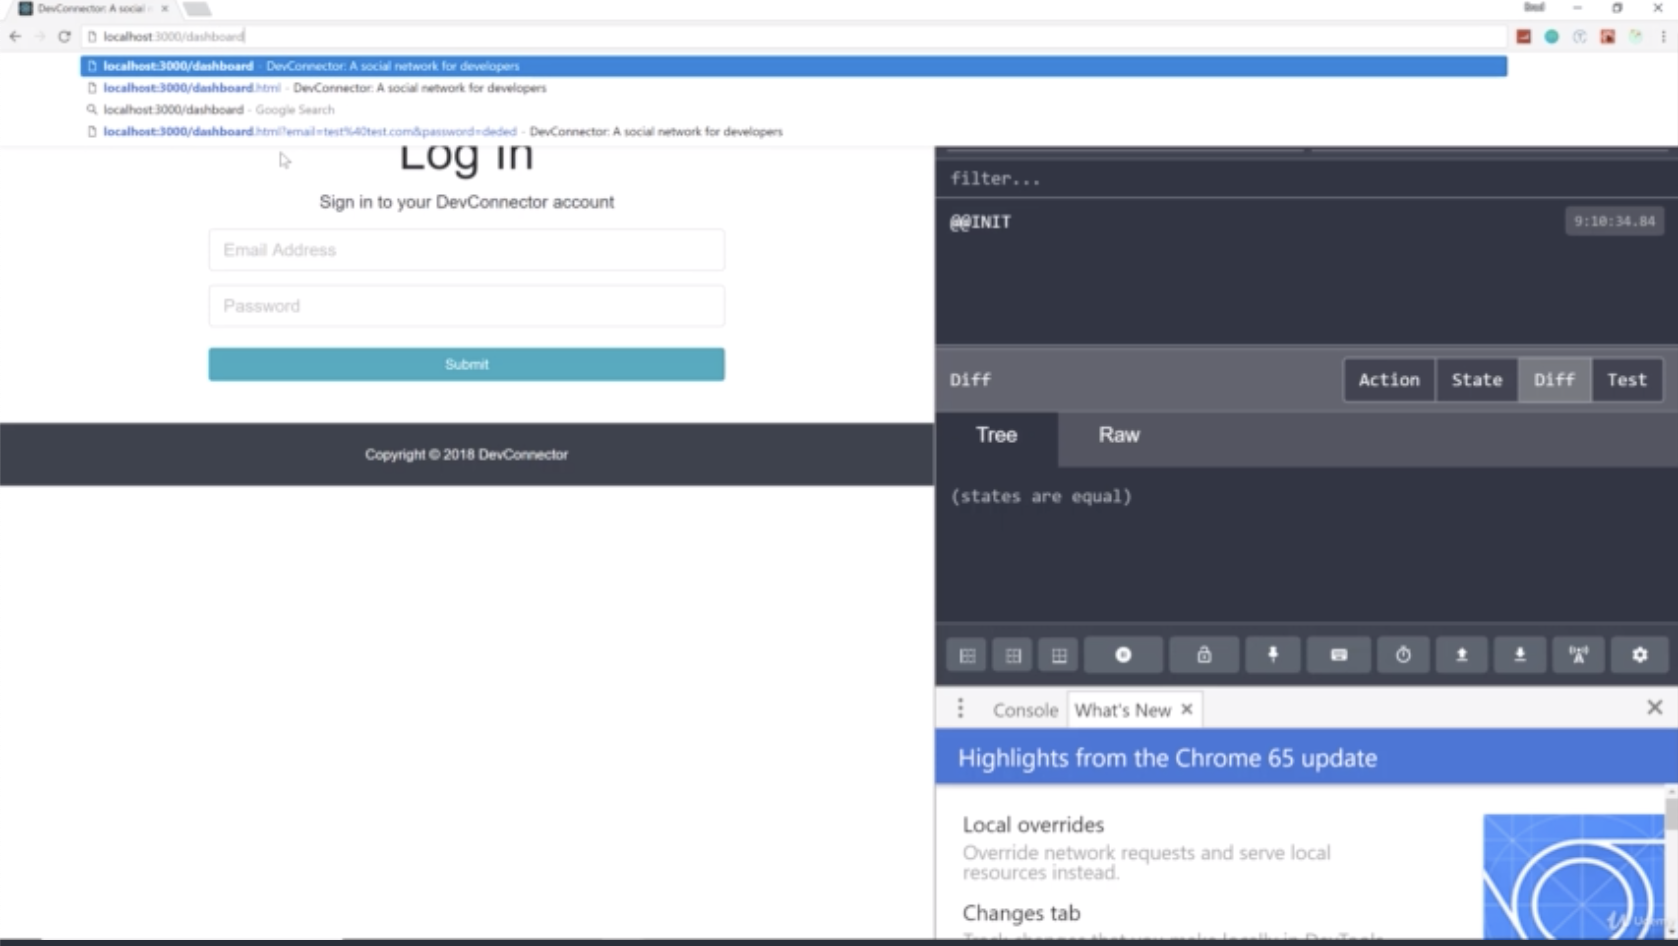 DevConnector: A social
localhost:3000/dashboard
localhost:3000/dashboard - DevConnector: A social network for developers
localhost:3000/dashboard.html - DevConnector: A social network for developers
localhost:3000/dashboard - Google Search
localhost:3000/dashboard.html?email=test%40test.com&password=deded - DevConnector: A social network for developers
Log In
Sign in to your DevConnector account
Email Address
Password
Submit
Copyright © 2018 DevConnector
filter...
@@INIT
9:10:34.84
Diff
Action State Diff Test
Tree Raw
(states are equal)
Console What's New
Highlights from the Chrome 65 update
Local overrides
Override network requests and serve local
resources instead.
Changes tab